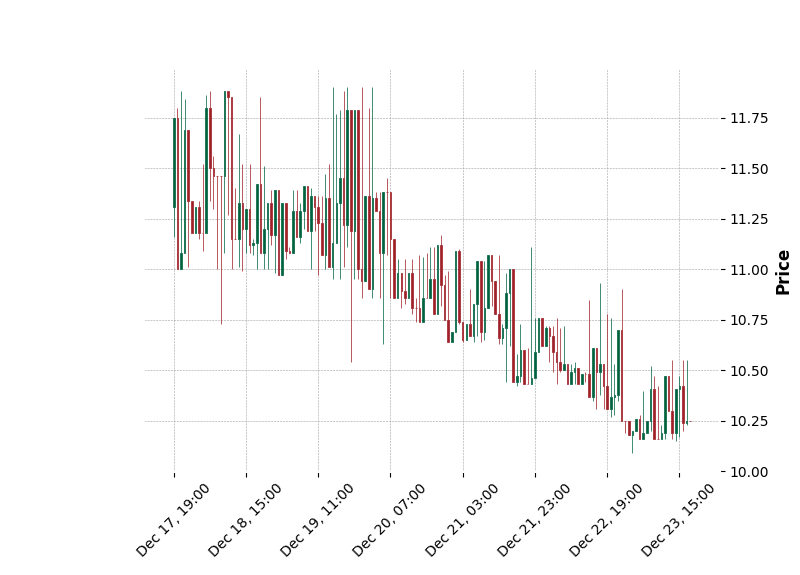 11.75
11.50
11.25
11.00
10.75
10.50
10.25
10.00
Price
Dec 17, 19:00
Dec 18, 15:00
Dec 19, 11:00
Dec 20, 07:00
Dec 21, 03:00
Dec 21, 23:00
Dec 22, 19:00
Dec 23, 15:00